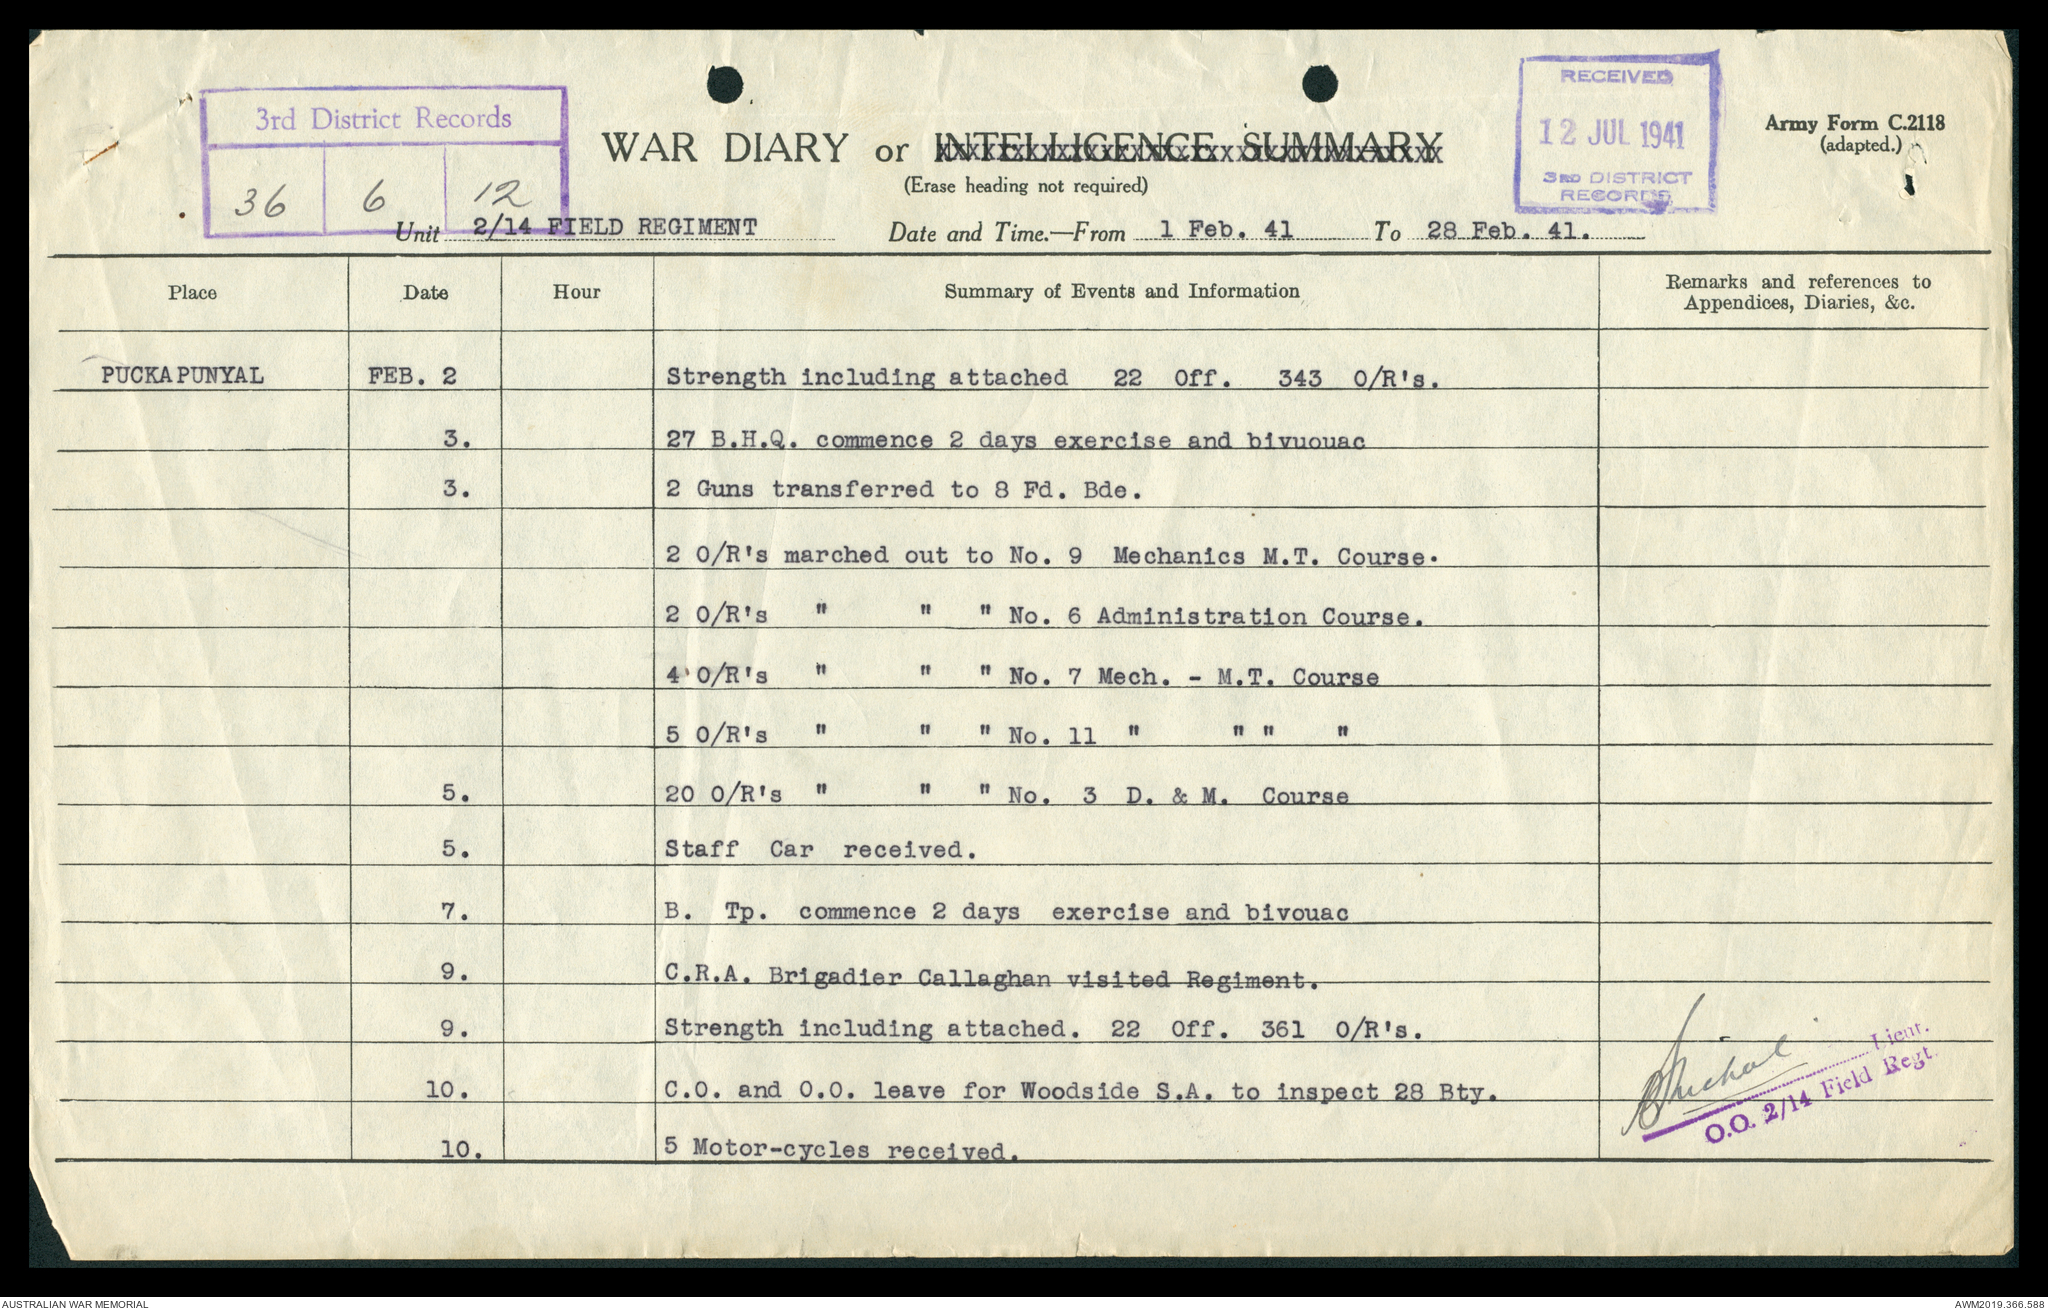 3rd District Records
36 6 12
RECEIVED
12 JUL 1941
3RD DISTRICT
RECORDS
Army Form C.2118
(adapted.)
WAR DIARY or INTELLIGENCE SUMMARY
(Erase heading not required)
Unit 2/14 FIELD REGIMENT Date and Time.—From 1 Feb. 41 To 28 Feb. 41.
Place Date Hour Summary of Events and Information Remarks and references to
Appendices, Diaries, &c.
PUCKAPUNYAL FEB. 2 Strength including attached 22 Off. 343 O/R's.
3. 27 B.H.Q. commence 2 days exercise and bivuouac
3. 2 Guns transferred to 8 Fd. Bde.
2 O/R's marched out to No. 9 Mechanics M.T. Course.
2 O/R's " " " No. 6 Administration Course.
4 O/R's " " " No. 7 Mech. - M.T. Course
5 O/R's " " " No. 11 " " " "
5. 20 O/R's " " " No. 3 D. & M. Course
5. Staff Car received.
7. B. Tp. commence 2 days exercise and bivouac
9. C.R.A. Brigadier Callaghan visited Regiment.
9. Strength including attached. 22 Off. 361 O/R's.
10. C.O. and O.O. leave for Woodside S.A. to inspect 28 Bty.
10. 5 Motor-cycles received.
Lieut.
O.O. 2/14 Field Regt.
AUSTRALIAN WAR MEMORIAL AWM2019.366.588